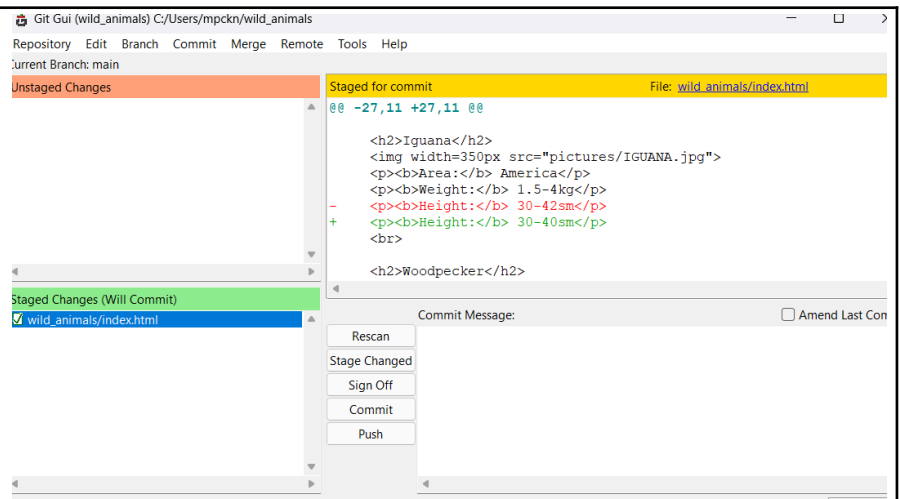 Git Gui (wild_animals) C:/Users/mpckn/wild_animals
Repository Edit Branch Commit Merge Remote Tools Help
Current Branch: main
Unstaged Changes
Staged for commit File: wild_animals/index.html
@@ -27,11 +27,11 @@
<h2>Iguana</h2>
<img width=350px src="pictures/IGUANA.jpg">
<p><b>Area:</b> America</p>
<p><b>Weight:</b> 1.5-4kg</p>
- <p><b>Height:</b> 30-42sm</p>
+ <p><b>Height:</b> 30-40sm</p>
<br>
<h2>Woodpecker</h2>
Staged Changes (Will Commit)
wild_animals/index.html
Commit Message: Amend Last Com
Rescan
Stage Changed
Sign Off
Commit
Push